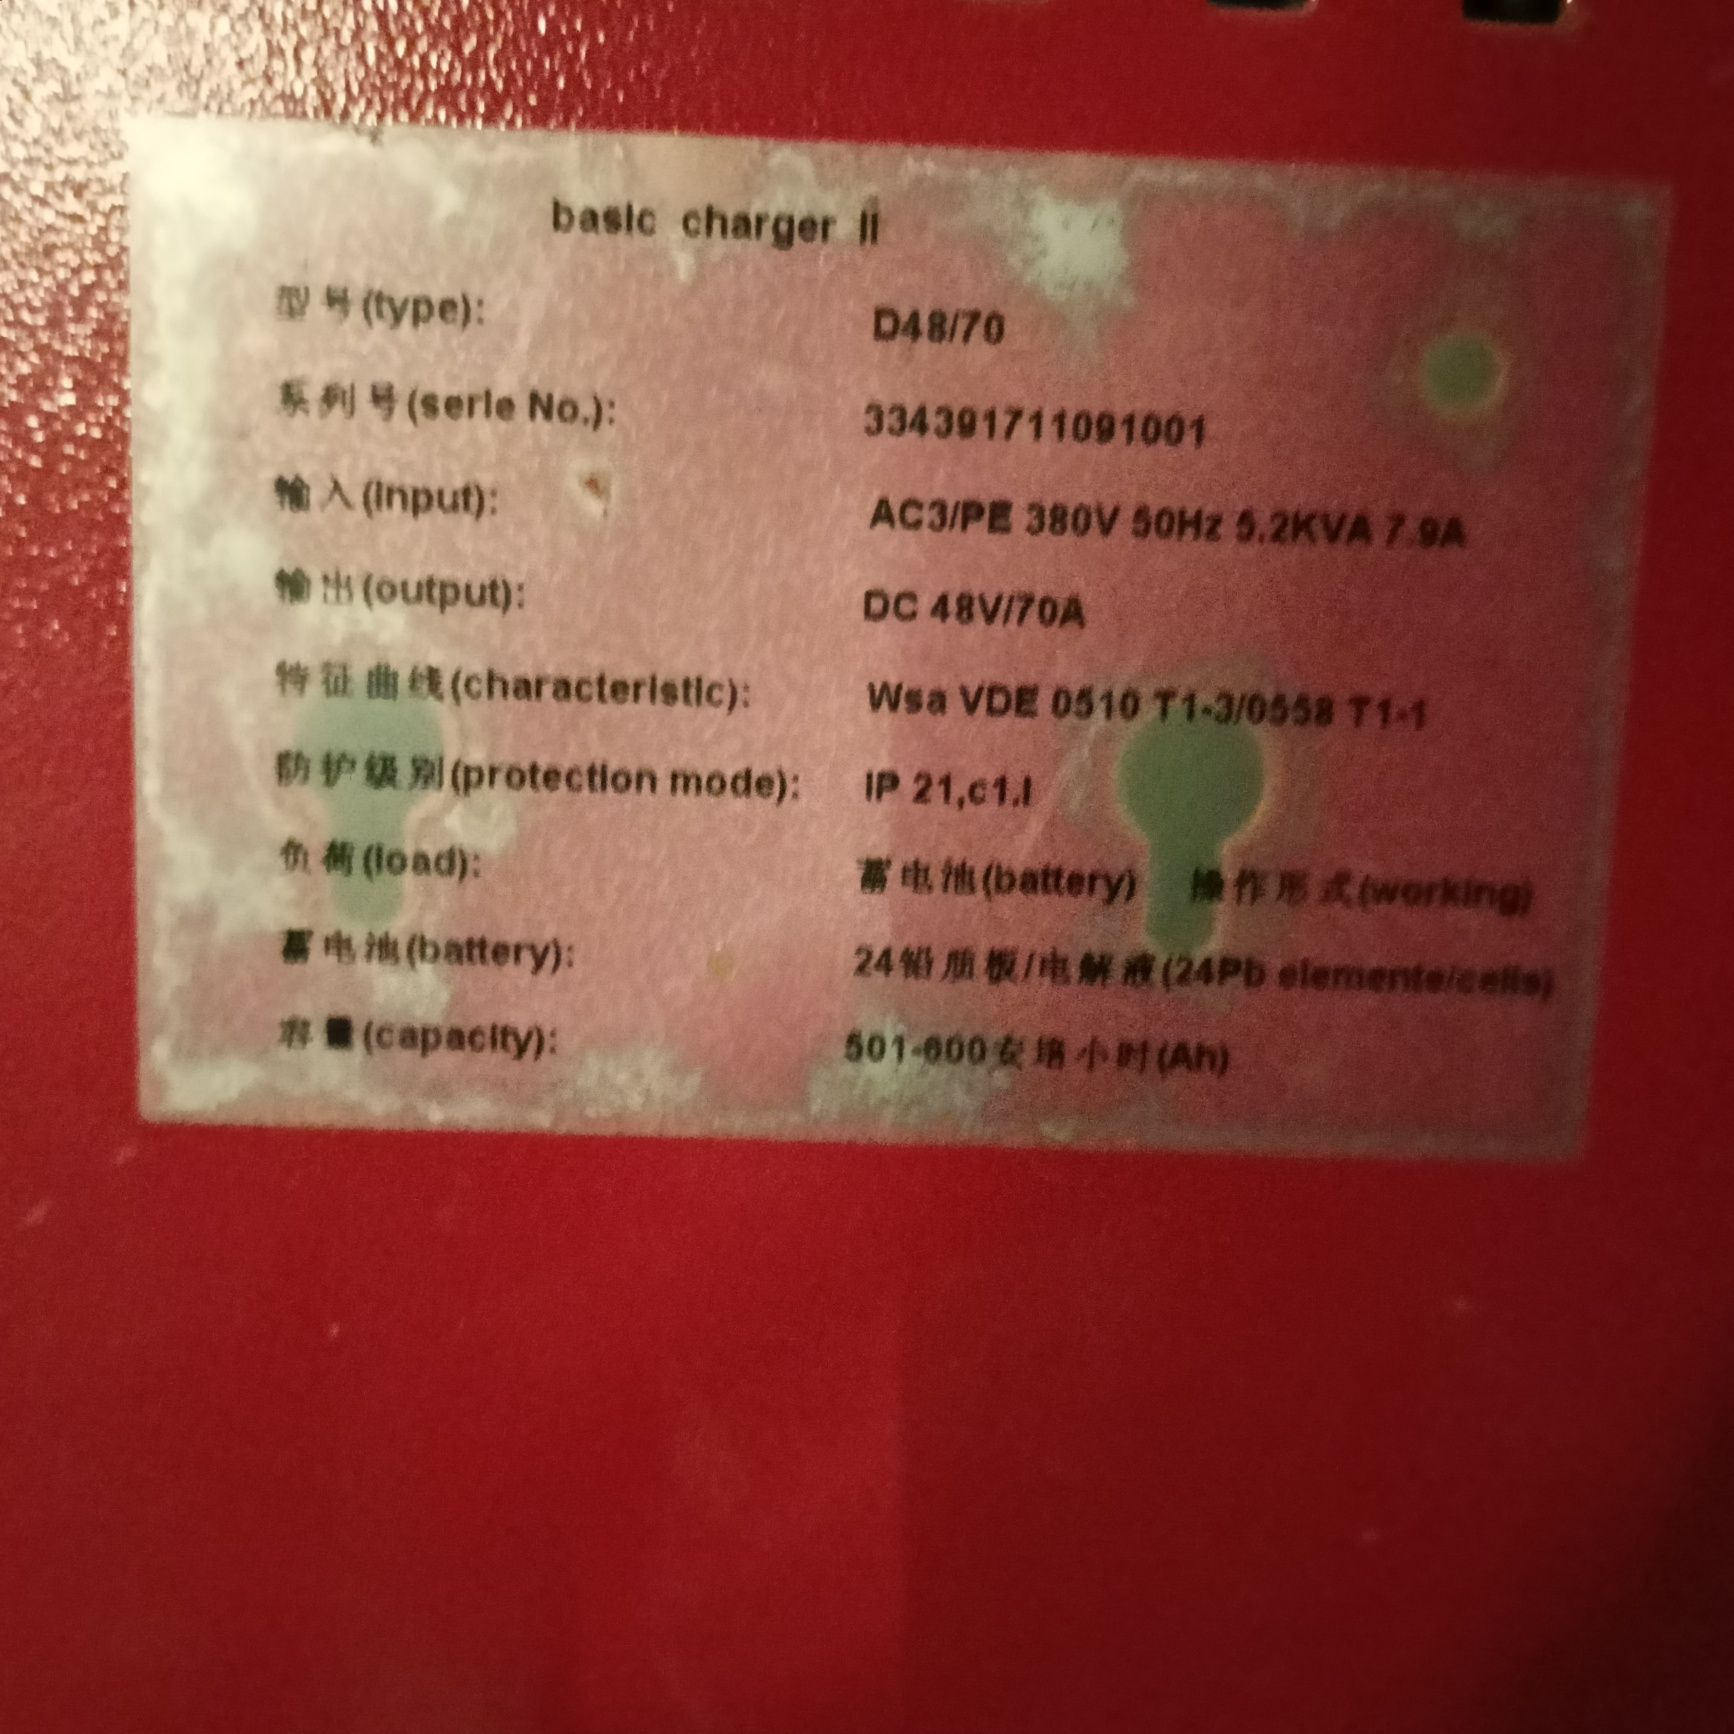 basic charger II
型号(type): D48/70
系列号(serie No.): 334391711091001
输入(input): AC3/PE 380V 50Hz 5.2KVA 7.9A
输出(output): DC 48V/70A
特征曲线(characteristic): Wsa VDE 0510 T1-3/0558 T1-1
防护级别(protection mode): IP 21,c1.I
负荷(load): 蓄电池(battery) 操作形式(working)
蓄电池(battery): 24铅质板/电解液(24Pb elemente/cells)
容量(capacity): 501-600安培小时(Ah)